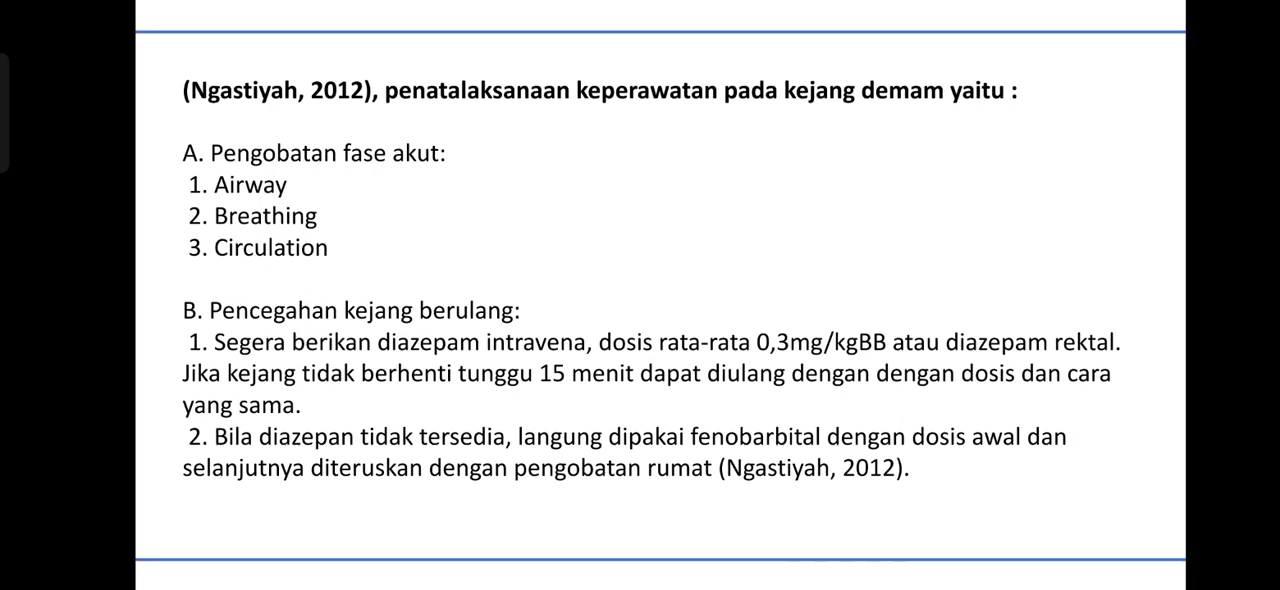 (Ngastiyah, 2012), penatalaksanaan keperawatan pada kejang demam yaitu :
A. Pengobatan fase akut:
1. Airway
2. Breathing
3. Circulation
B. Pencegahan kejang berulang:
1. Segera berikan diazepam intravena, dosis rata-rata 0,3mg/kgBB atau diazepam rektal.
Jika kejang tidak berhenti tunggu 15 menit dapat diulang dengan dengan dosis dan cara
yang sama.
2. Bila diazepan tidak tersedia, langung dipakai fenobarbital dengan dosis awal dan
selanjutnya diteruskan dengan pengobatan rumat (Ngastiyah, 2012).